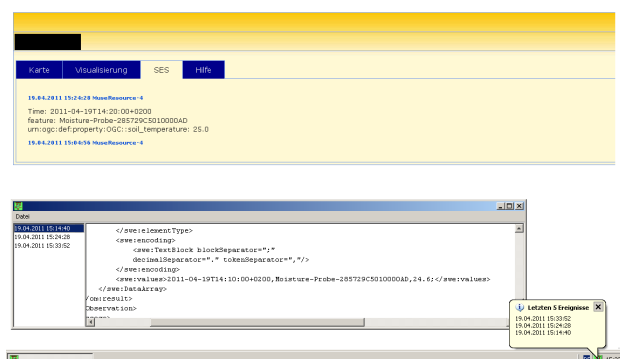 Karte Visualisierung SES Hilfe
19.04.2011 15:24:28 MuseResource-4
Time: 2011-04-19T14:20:00+0200
feature: Moisture-Probe-285729C5010000AD
urn:ogc:def:property:OGC::soil_temperature: 25.0
19.04.2011 15:04:56 MuseResource-4
Datei
19.04.2011 15:14:40
19.04.2011 15:24:28
19.04.2011 15:33:52
</swe:elementType>
<swe:encoding>
<swe:TextBlock blockSeparator=";"
decimalSeparator="." tokenSeparator=","/>
</swe:encoding>
<swe:values>2011-04-19T14:10:00+0200,Moisture-Probe-285729C5010000AD,24.6;</swe:values>
</swe:DataArray>
/om:result>
Observation>
Letzten 5 Ereignisse
19.04.2011 15:33:52
19.04.2011 15:24:28
19.04.2011 15:14:40